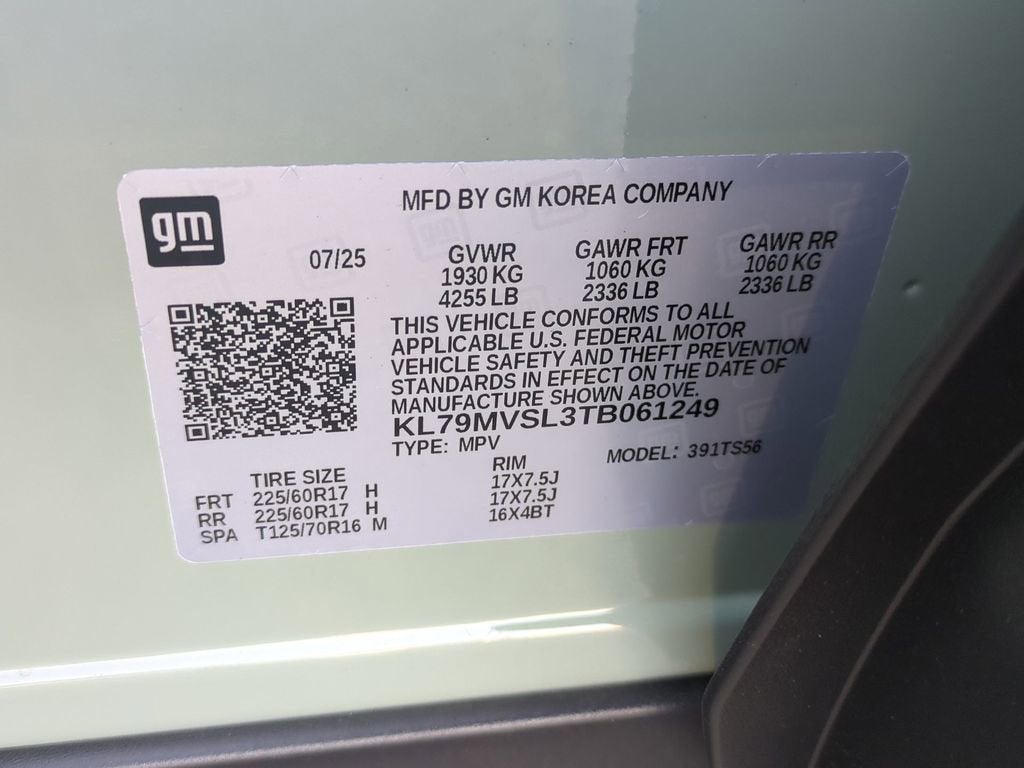 gm
MFD BY GM KOREA COMPANY
07/25
GVWR GAWR FRT GAWR RR
1930 KG 1060 KG 1060 KG
4255 LB 2336 LB 2336 LB
THIS VEHICLE CONFORMS TO ALL
APPLICABLE U.S. FEDERAL MOTOR
VEHICLE SAFETY AND THEFT PREVENTION
STANDARDS IN EFFECT ON THE DATE OF
MANUFACTURE SHOWN ABOVE.
KL79MVSL3TB061249
TYPE: MPV MODEL: 391TS56
TIRE SIZE RIM
FRT 225/60R17 H 17X7.5J
RR 225/60R17 H 17X7.5J
SPA T125/70R16 M 16X4BT